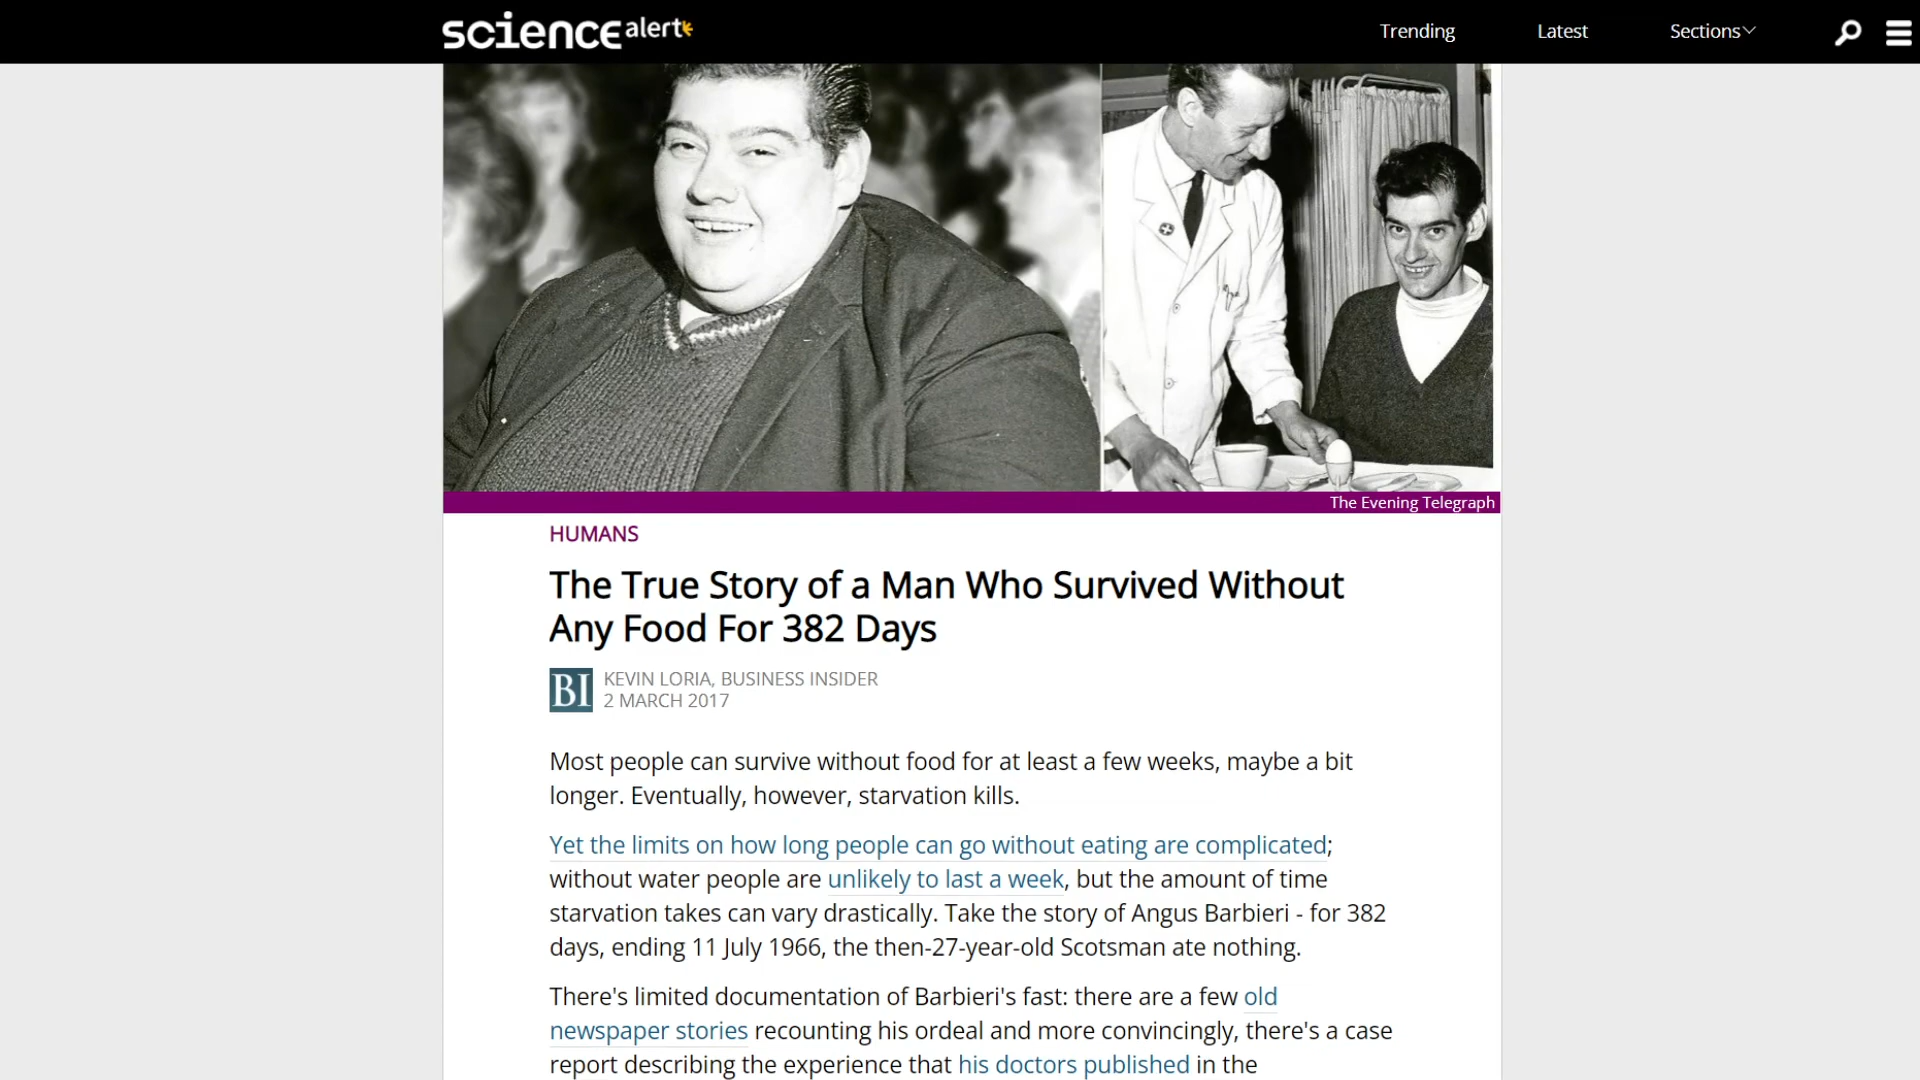 science alert
Trending
Latest
Sections
The Evening Telegraph
HUMANS
The True Story of a Man Who Survived Without
Any Food For 382 Days
BI
KEVIN LORIA, BUSINESS INSIDER
2 MARCH 2017
Most people can survive without food for at least a few weeks, maybe a bit
longer. Eventually, however, starvation kills.
Yet the limits on how long people can go without eating are complicated;
without water people are unlikely to last a week, but the amount of time
starvation takes can vary drastically. Take the story of Angus Barbieri - for 382
days, ending 11 July 1966, the then-27-year-old Scotsman ate nothing.
There's limited documentation of Barbieri's fast: there are a few old
newspaper stories recounting his ordeal and more convincingly, there's a case
report describing the experience that his doctors published in the